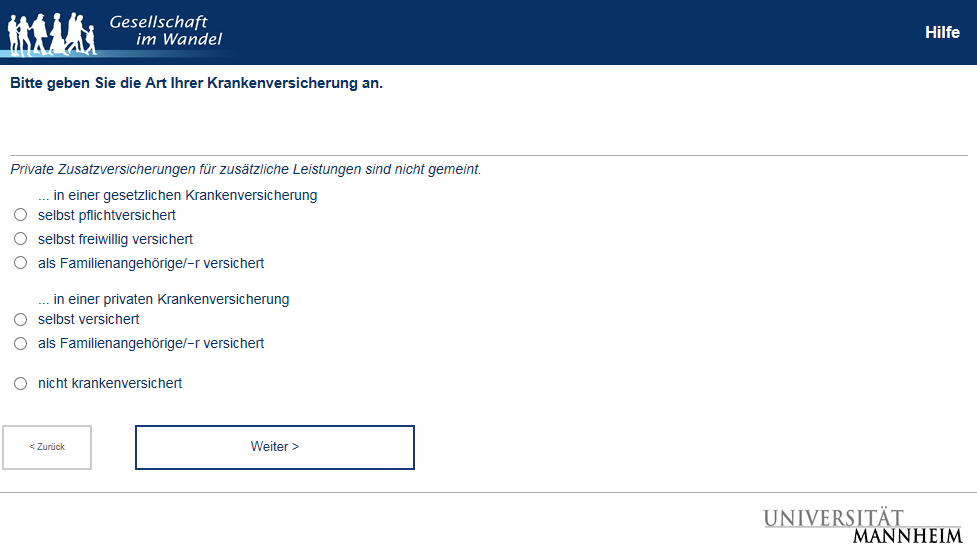 Gesellschaft
im Wandel
Hilfe
Bitte geben Sie die Art Ihrer Krankenversicherung an.
Private Zusatzversicherungen für zusätzliche Leistungen sind nicht gemeint.
... in einer gesetzlichen Krankenversicherung
selbst pflichtversichert
selbst freiwillig versichert
als Familienangehörige/−r versichert
... in einer privaten Krankenversicherung
selbst versichert
als Familienangehörige/−r versichert
nicht krankenversichert
< Zurück
Weiter >
UNIVERSITÄT
MANNHEIM